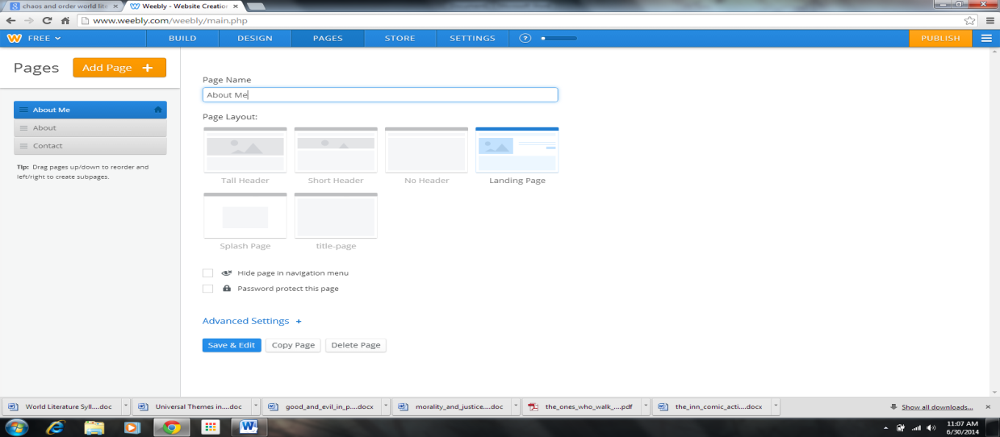 chaos and order world lit
Weebly - Website Creation
www.weebly.com/weebly/main.php
FREE BUILD DESIGN PAGES STORE SETTINGS ? PUBLISH
Pages Add Page +
About Me
About
Contact
Tip: Drag pages up/down to reorder and
left/right to create subpages.
Page Name
About Me
Page Layout:
Tall Header Short Header No Header Landing Page
Splash Page title-page
Hide page in navigation menu
Password protect this page
Advanced Settings +
Save & Edit Copy Page Delete Page
World Literature Syll....doc Universal Themes in....doc good_and_evil_in_p....docx morality_and_justice....doc the_ones_who_walk_....pdf the_inn_comic_acti....docx Show all downloads...
11:07 AM
6/30/2014